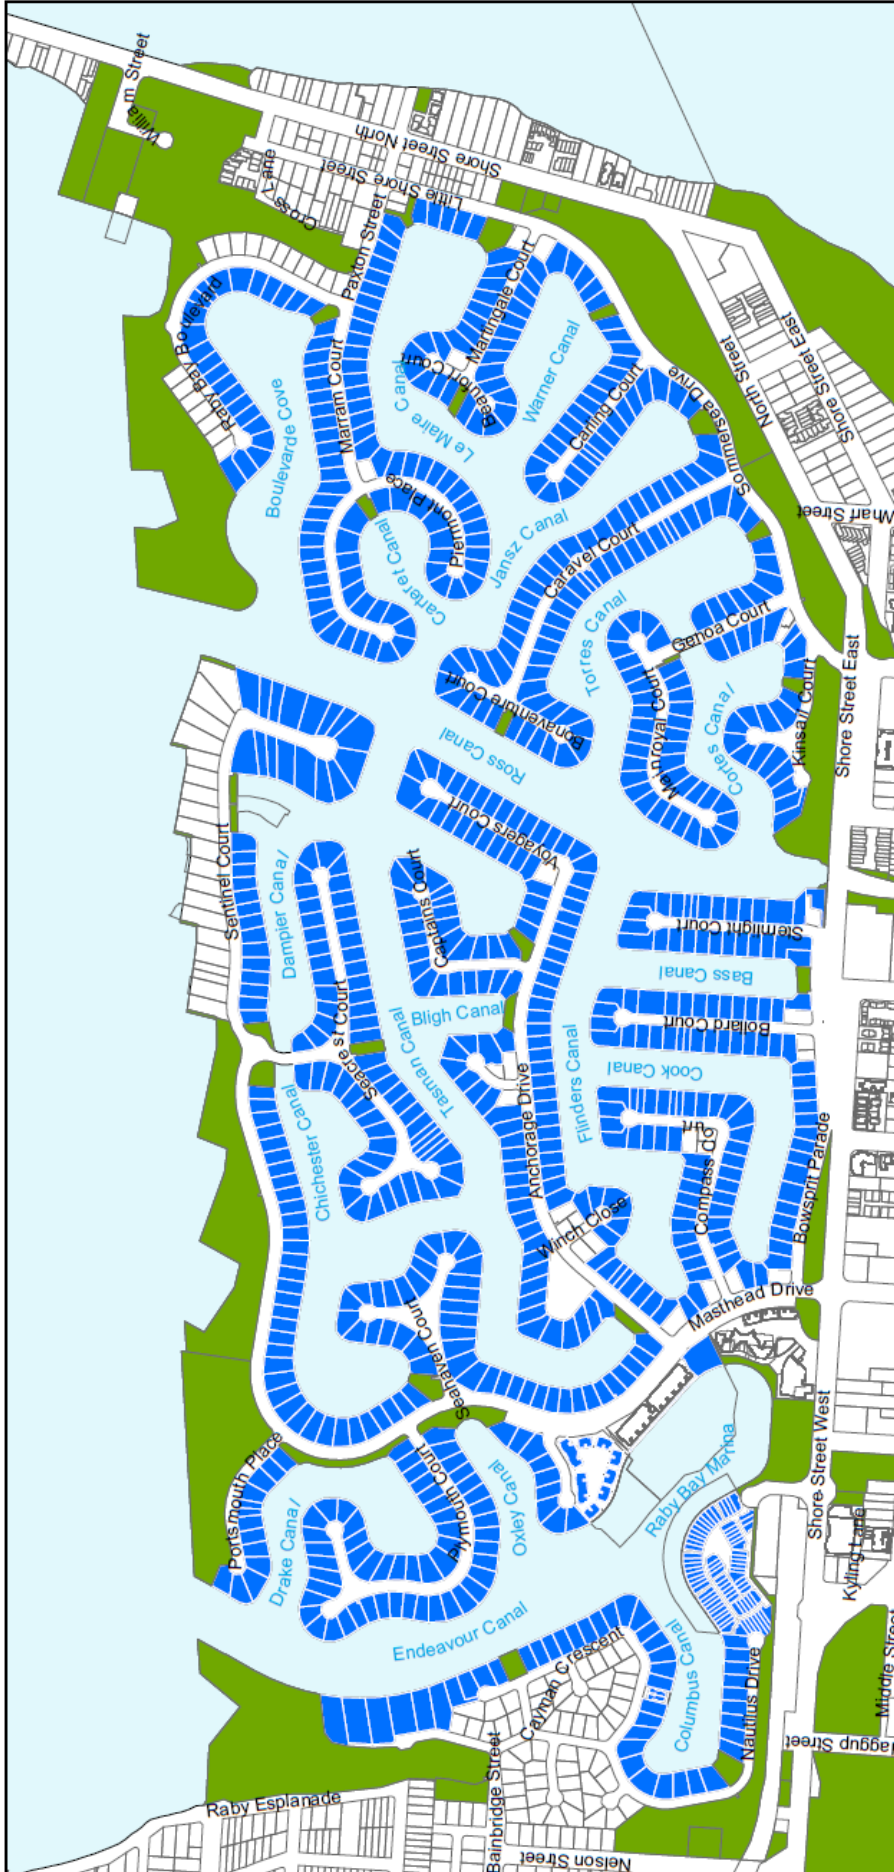 William Street
Shore Street North
Little Shore Street
Cross Lane
Paxton Street
Raby Bay Boulevard
Martingale Court
Beaufort Court
Marram Court
Le Maire Canal
Warner Canal
Boulevarde Cove
Carling Court
Sommersea Drive
North Street
Shore Street East
Wharf Street
Piermont Place
Carteret Canal
Jansz Canal
Caravel Court
Torres Canal
Genoa Court
Bonaventure Court
Mainroyal Court
Cortes Canal
Kinsail Court
Shore Street East
Ross Canal
Voyagers Court
Sentinel Court
Dampier Canal
Captains Court
Sternlight Court
Bass Canal
Bligh Canal
Bollard Court
Seacrest Court
Tasman Canal
Flinders Canal
Cook Canal
Chichester Canal
Anchorage Drive
Compass Court
Bowsprit Parade
Winch Close
Masthead Drive
Seahaven Court
Shore Street West
Portsmouth Place
Plymouth Court
Oxley Canal
Raby Bay Marina
Drake Canal
Kyling Lane
Endeavour Canal
Cayman Crescent
Columbus Canal
Nautilus Drive
Middle Street
Haggup Street
Bainbridge Street
Raby Esplanade
Nelson Street